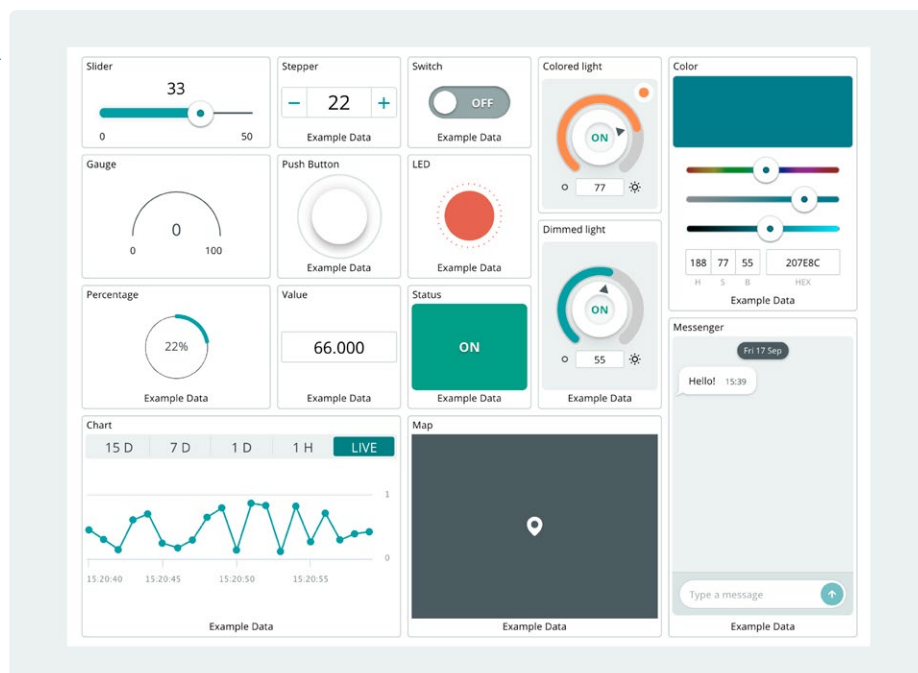 Slider
33
0
50
Stepper
−
22
+
Example Data
Switch
OFF
Example Data
Colored light
ON
77
Color
188
77
55
207E8C
H
S
B
HEX
Example Data
Gauge
0
0
100
Push Button
Example Data
LED
Example Data
Dimmed light
ON
55
Example Data
Percentage
22%
Example Data
Value
66.000
Example Data
Status
ON
Example Data
Messenger
Fri 17 Sep
Hello! 15:39
Type a message
Example Data
Chart
15 D
7 D
1 D
1 H
LIVE
1
0
15:20:40
15:20:45
15:20:50
15:20:55
Example Data
Map
Example Data